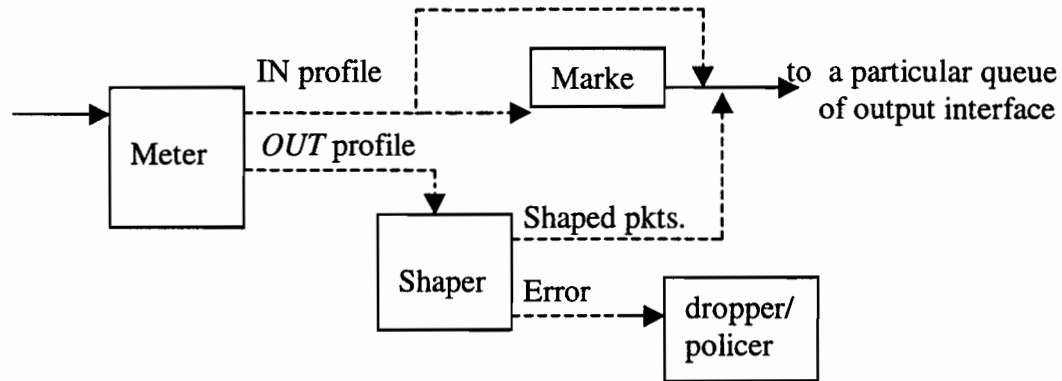 IN profile
Marke
to a particular queue
of output interface
Meter
OUT profile
Shaped pkts.
Shaper
Error
dropper/
policer